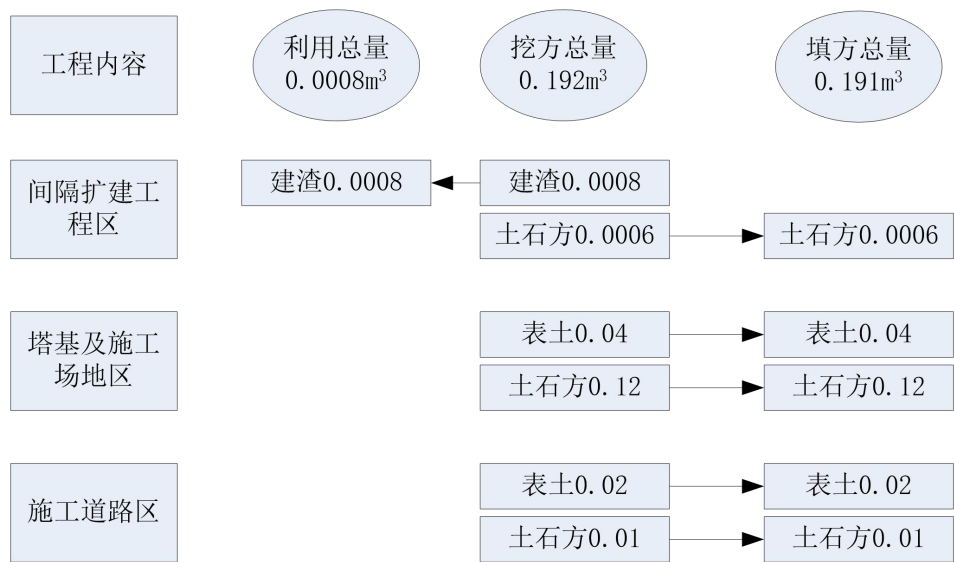 工程内容
利用总量
0.0008m³
挖方总量
0.192m³
填方总量
0.191m³
间隔扩建工
程区
建渣0.0008
建渣0.0008
土石方0.0006
土石方0.0006
塔基及施工
场地区
表土0.04
表土0.04
土石方0.12
土石方0.12
施工道路区
表土0.02
表土0.02
土石方0.01
土石方0.01